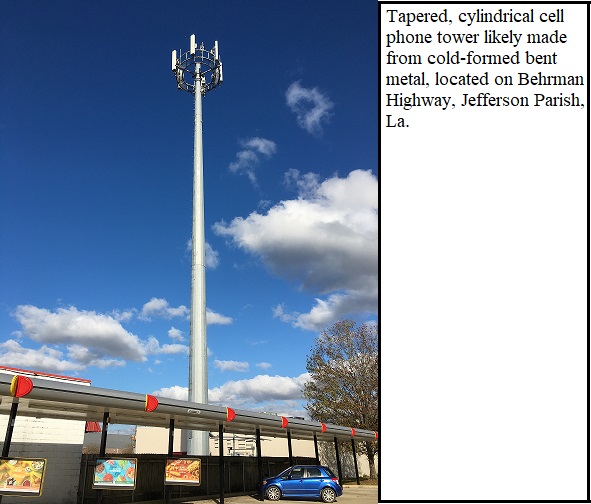 Tapered, cylindrical cell
phone tower likely made
from cold-formed bent
metal, located on Behrman
Highway, Jefferson Parish,
La.